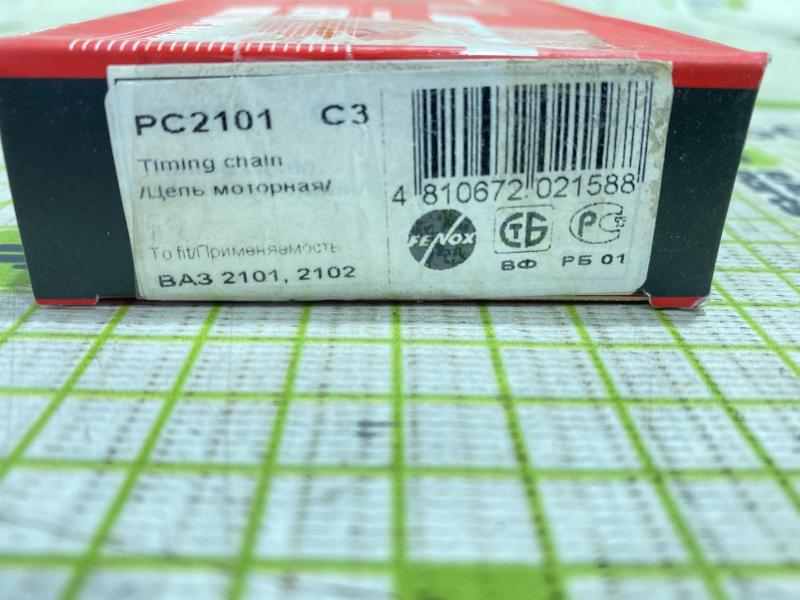 PC2101 C3
Timing chain
/Цепь моторная/
To fit/Применяемость
ВАЗ 2101, 2102
4 810672 021588
FENOX
СТБ
ВФ
РС
РБ 01